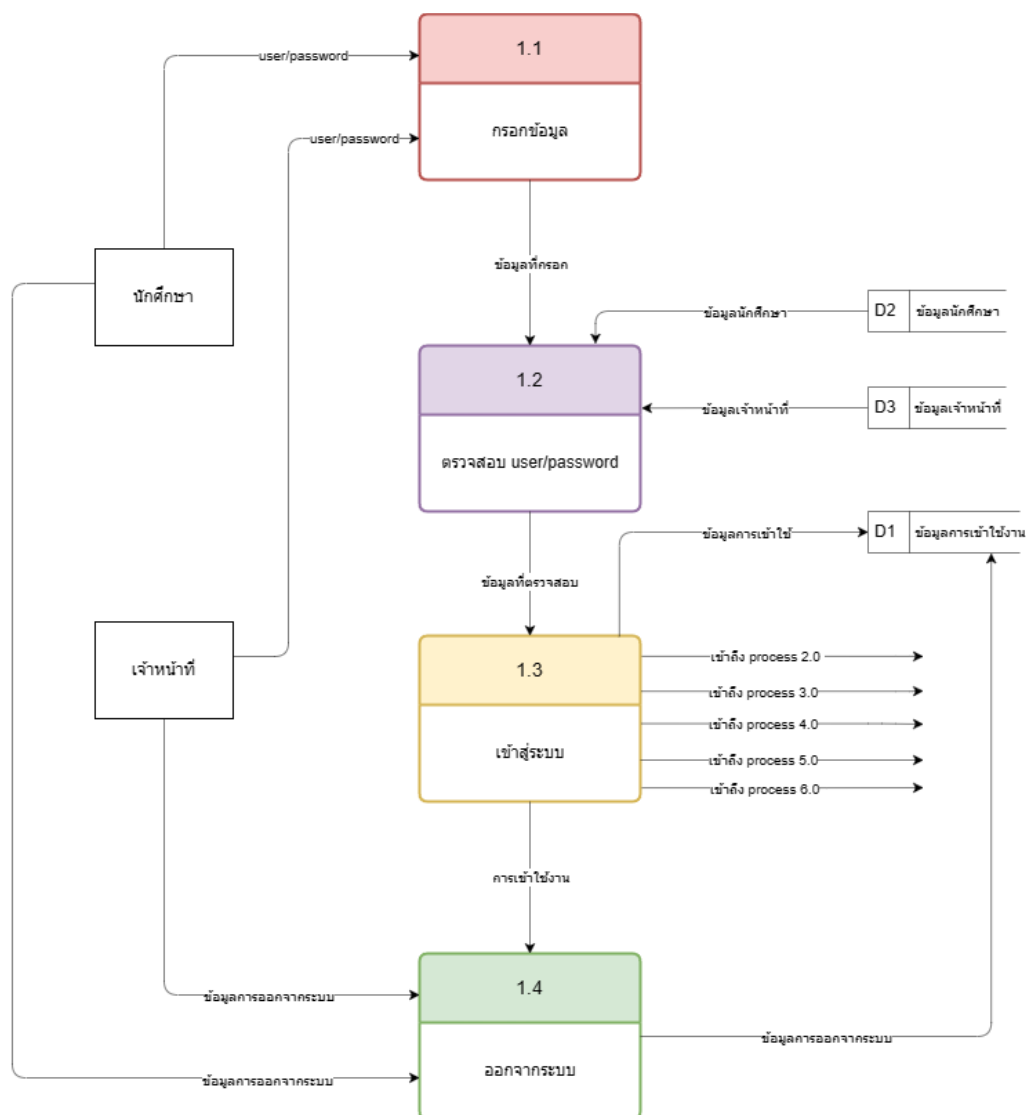 1.1
user/password
กรอกข้อมูล
user/password
ข้อมูลที่กรอก
นักศึกษา
D2
ข้อมูลนักศึกษา
ข้อมูลนักศึกษา
1.2
D3
ข้อมูลเจ้าหน้าที่
ข้อมูลเจ้าหน้าที่
ตรวจสอบ user/password
ข้อมูลการเข้าใช้
D1
ข้อมูลการเข้าใช้งาน
ข้อมูลที่ตรวจสอบ
เจ้าหน้าที่
1.3
เข้าถึง process 2.0
เข้าถึง process 3.0
เข้าถึง process 4.0
เข้าสู่ระบบ
เข้าถึง process 5.0
เข้าถึง process 6.0
การเข้าใช้งาน
1.4
ข้อมูลการออกจากระบบ
ข้อมูลการออกจากระบบ
ออกจากระบบ
ข้อมูลการออกจากระบบ